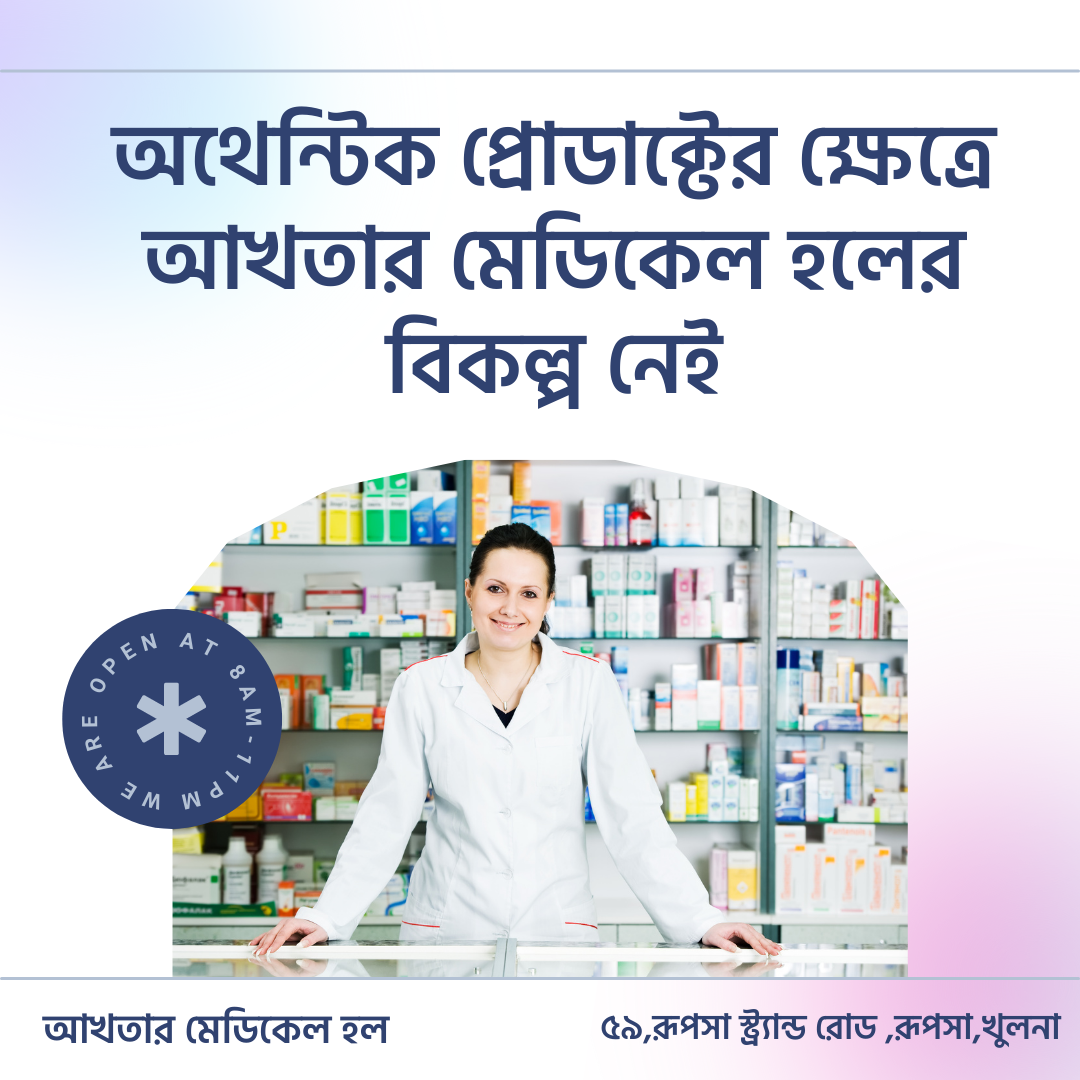 অথেন্টিক প্রোডাক্টের ক্ষেত্রে
আখতার মেডিকেল হলের
বিকল্প নেই
WE ARE OPEN AT 8AM-11PM
আখতার মেডিকেল হল
৫৯,রূপসা স্ট্র্যান্ড রোড ,রূপসা,খুলনা